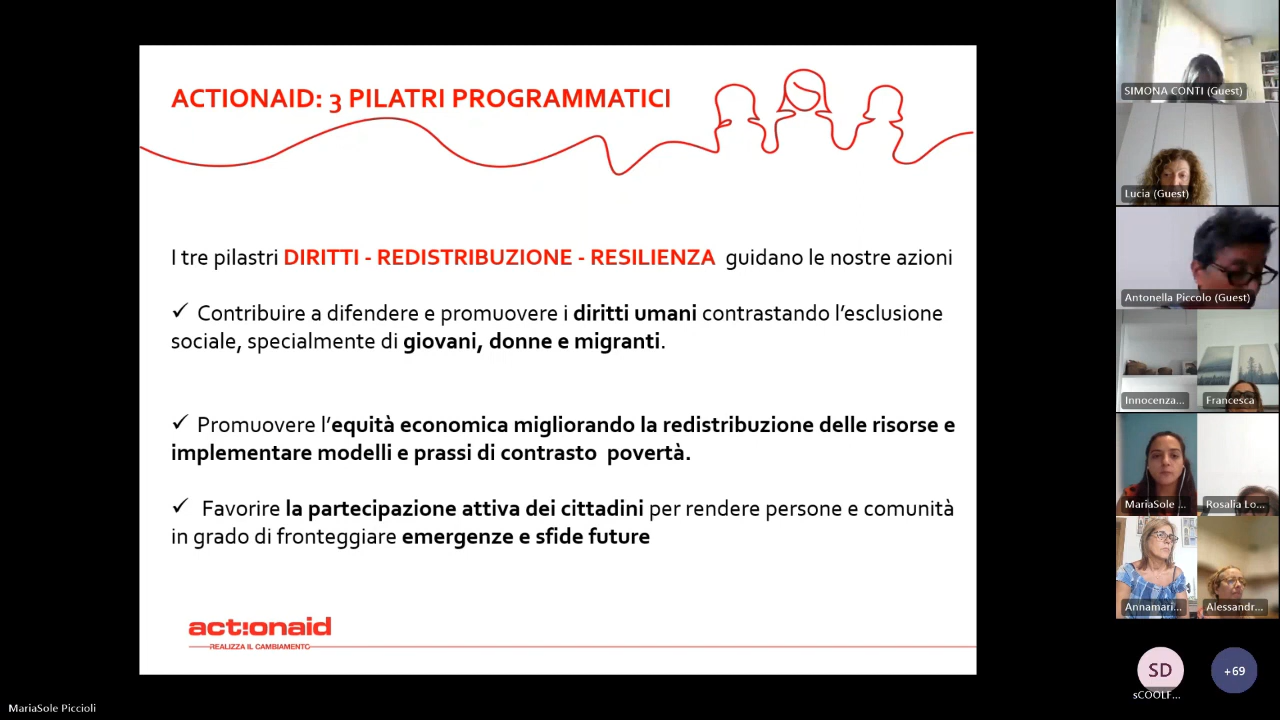 ACTIONAID: 3 PILATRI PROGRAMMATICI
I tre pilastri DIRITTI - REDISTRIBUZIONE - RESILIENZA guidano le nostre azioni
✓ Contribuire a difendere e promuovere i diritti umani contrastando l'esclusione
sociale, specialmente di giovani, donne e migranti.
✓ Promuovere l'equità economica migliorando la redistribuzione delle risorse e
implementare modelli e prassi di contrasto povertà.
✓ Favorire la partecipazione attiva dei cittadini per rendere persone e comunità
in grado di fronteggiare emergenze e sfide future
act!onaid
REALIZZA IL CAMBIAMENTO
SIMONA CONTI (Guest)
Lucia (Guest)
Antonella Piccolo (Guest)
Innocenza...
Francesca
MariaSole ...
Rosalía Lo...
Annamari...
Alessandr...
SD
+69
sCOOLF...
MariaSole Piccioli